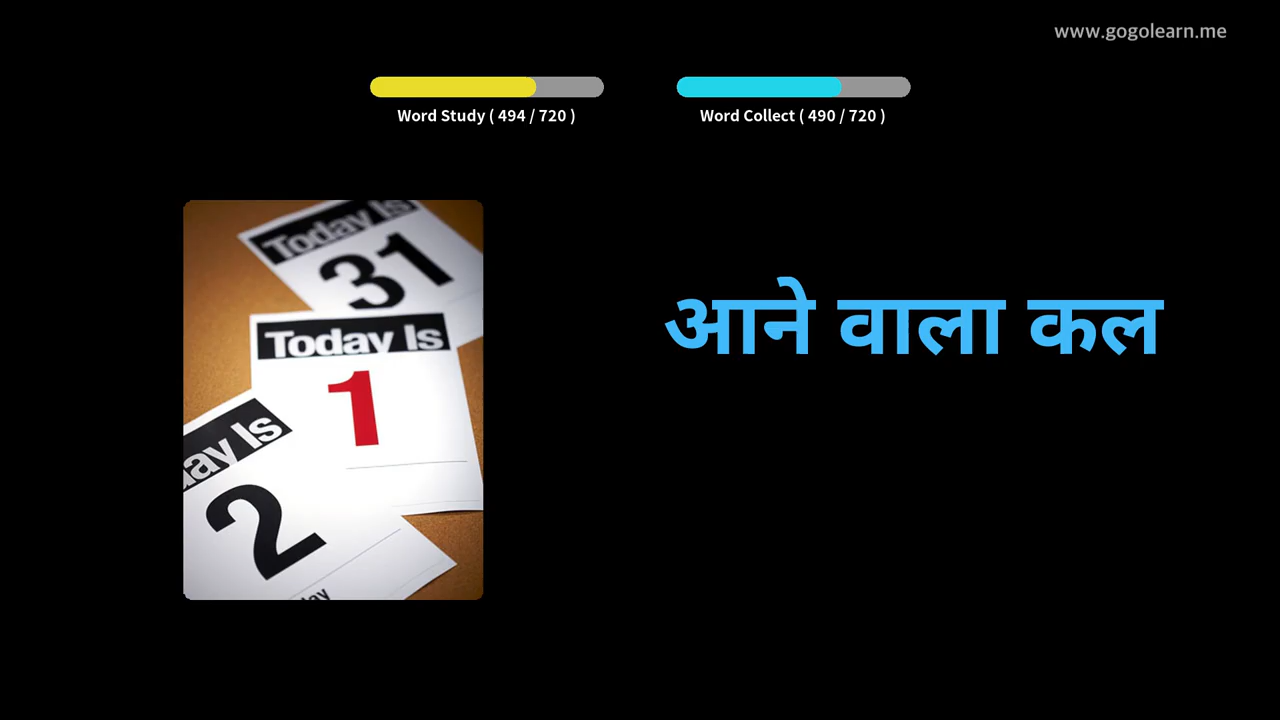 www.gogolearn.me
Word Study ( 494 / 720 )
Word Collect ( 490 / 720 )
Today Is
31
Today Is
1
ay Is
2
आने वाला कल